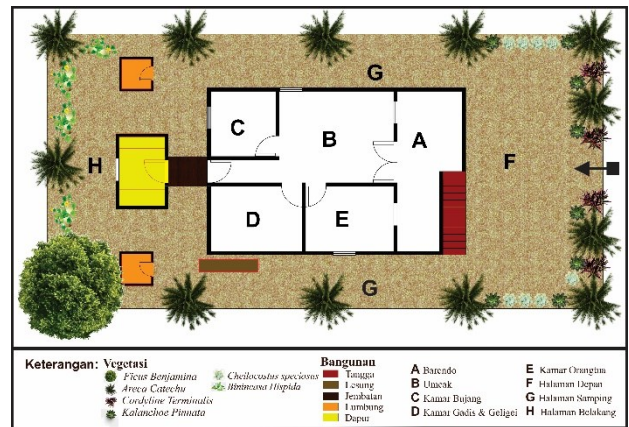 G
C
B
A
H
F
D
E
G
Keterangan: Vegetasi
Ficus Benjamina
Areca Catechu
Cordyline Terminalis
Kalanchoe Pinnata
Cheilocostus speciosus
Binincasa Hispida
Bangunan
Tangga
Lesung
Jembatan
Lumbung
Dapur
A Barendo
B Umeak
C Kamar Bujang
D Kamar Gadis & Geligei
E Kamar Orangtua
F Halaman Depan
G Halaman Samping
H Halaman Belakang